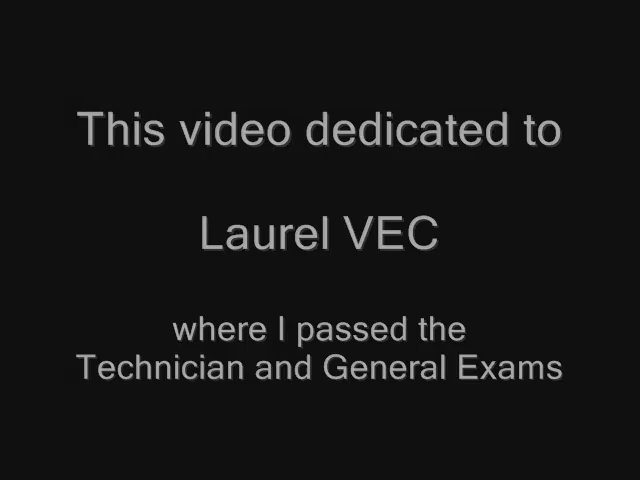 This video dedicated to
Laurel VEC
where I passed the
Technician and General Exams